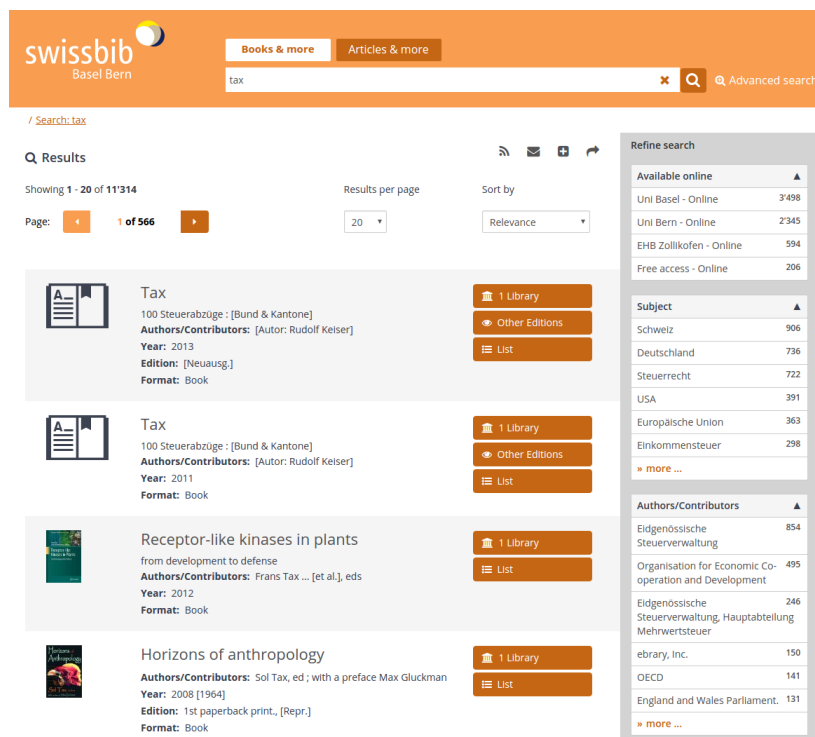 swissbib
Basel Bern
Books & more
Articles & more
tax
Advanced search
/ Search: tax
Results
Showing 1 - 20 of 11'314
Results per page
Sort by
Page:
1 of 566
20
Relevance
Tax
100 Steuerabzüge : [Bund & Kantone]
Authors/Contributors: [Autor: Rudolf Keiser]
Year: 2013
Edition: [Neuausg.]
Format: Book
1 Library
Other Editions
List
Tax
100 Steuerabzüge : [Bund & Kantone]
Authors/Contributors: [Autor: Rudolf Keiser]
Year: 2011
Format: Book
1 Library
Other Editions
List
Receptor-like kinases in plants
from development to defense
Authors/Contributors: Frans Tax ... [et al.], eds
Year: 2012
Format: Book
1 Library
List
Horizons of anthropology
Authors/Contributors: Sol Tax, ed ; with a preface Max Gluckman
Year: 2008 [1964]
Edition: 1st paperback print., [Repr.]
Format: Book
1 Library
List
Refine search
Available online
Uni Basel - Online 3'498
Uni Bern - Online 2'345
EHB Zollikofen - Online 594
Free access - Online 206
Subject
Schweiz 906
Deutschland 736
Steuerrecht 722
USA 391
Europäische Union 363
Einkommensteuer 298
» more ...
Authors/Contributors
Eidgenössische 854
Steuerverwaltung
Organisation for Economic Co- 495
operation and Development
Eidgenössische 246
Steuerverwaltung, Hauptabteilung
Mehrwertsteuer
ebrary, Inc. 150
OECD 141
England and Wales Parliament. 131
» more ...